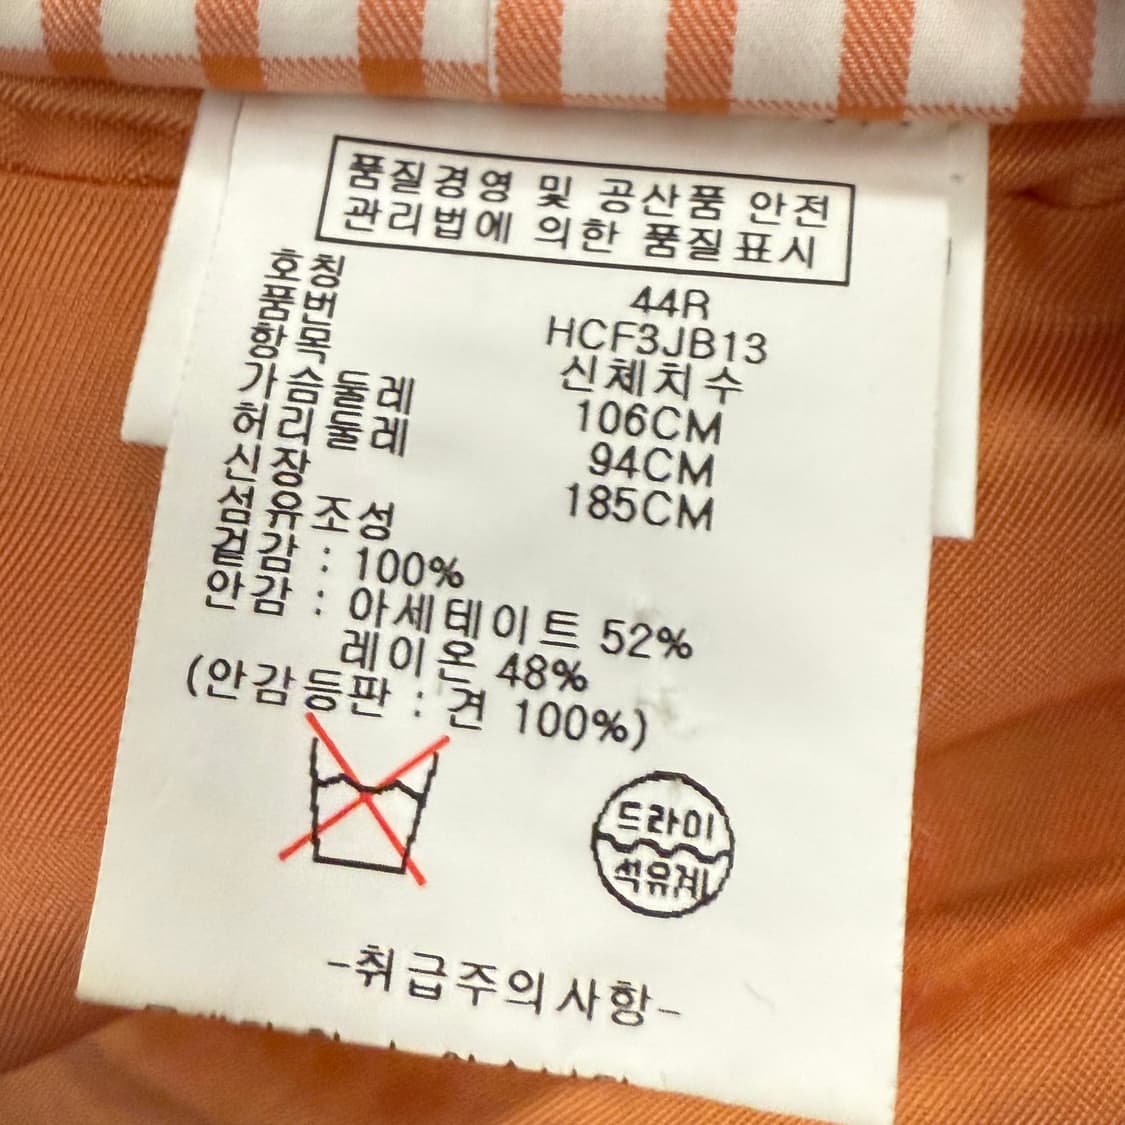 품질경영 및 공산품 안전
관리법에 의한 품질표시
호칭 44R
품번 HCF3JB13
항목 신체치수
가슴둘레 106CM
허리둘레 94CM
신장 185CM
섬유조성
겉감 : 100%
안감 : 아세테이트 52%
레이온 48%
(안감등판 : 견 100%)
드라이
석유계
-취급주의사항-